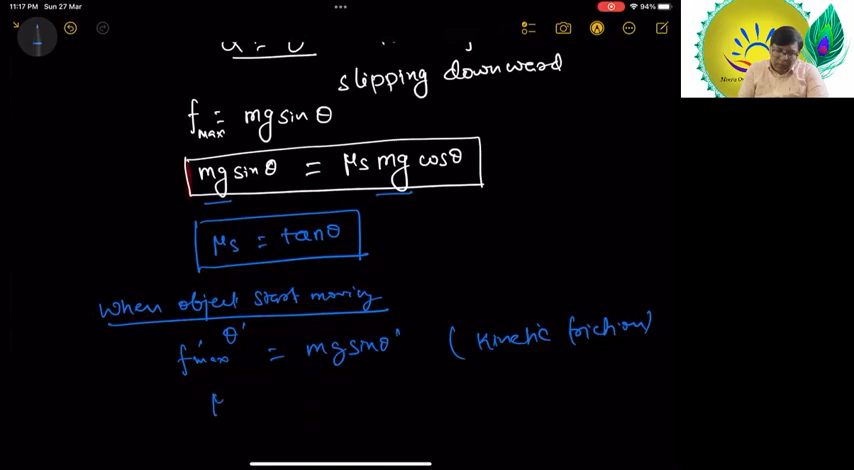 11:17 PM Sun 27 Mar
94%
slipping downward
fmax = mg sin θ
mg sin θ = μs mg cos θ
μs = tan θ
When object start moving
θ'
f'max = mg sin θ' (Kinetic friction)
μ